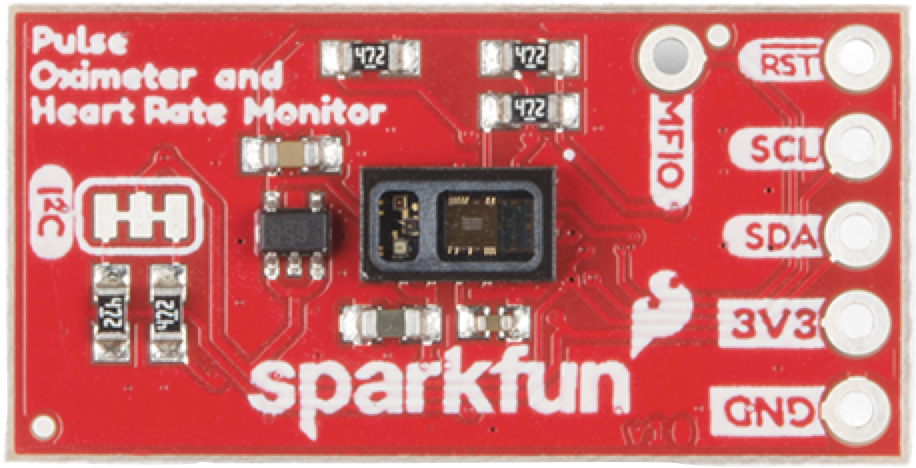 Pulse
Oximeter and
Heart Rate Monitor
472
472
472
MFIO
RST
SCL
SDA
3V3
GND
I²C
472
472
sparkfun